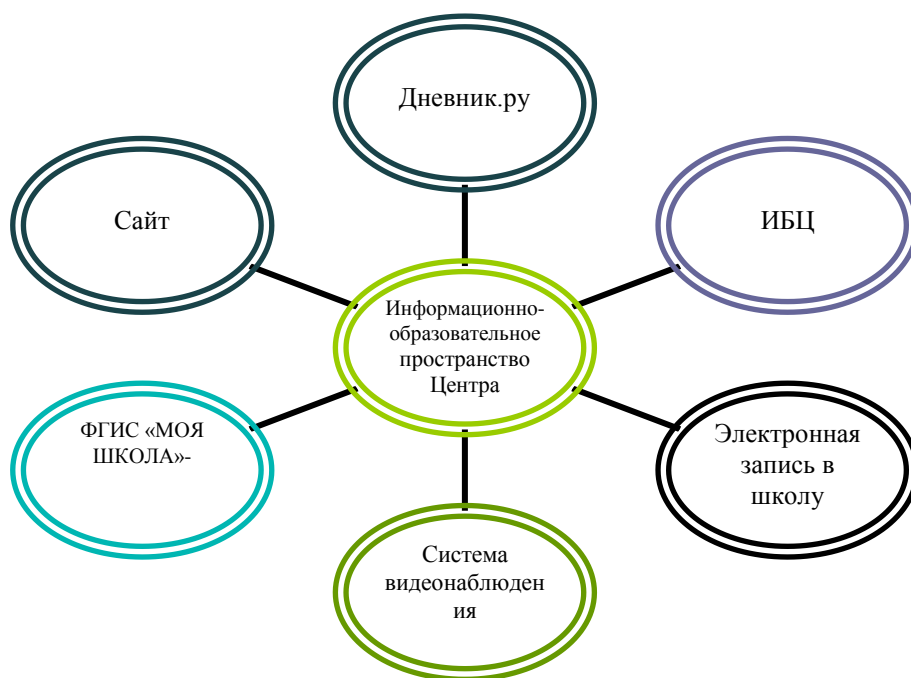 Дневник.ру
Сайт
ИБЦ
Информационно-
образовательное
пространство
Центра
ФГИС «МОЯ
ШКОЛА»-
Электронная
запись в
школу
Система
видеонаблюден
ия